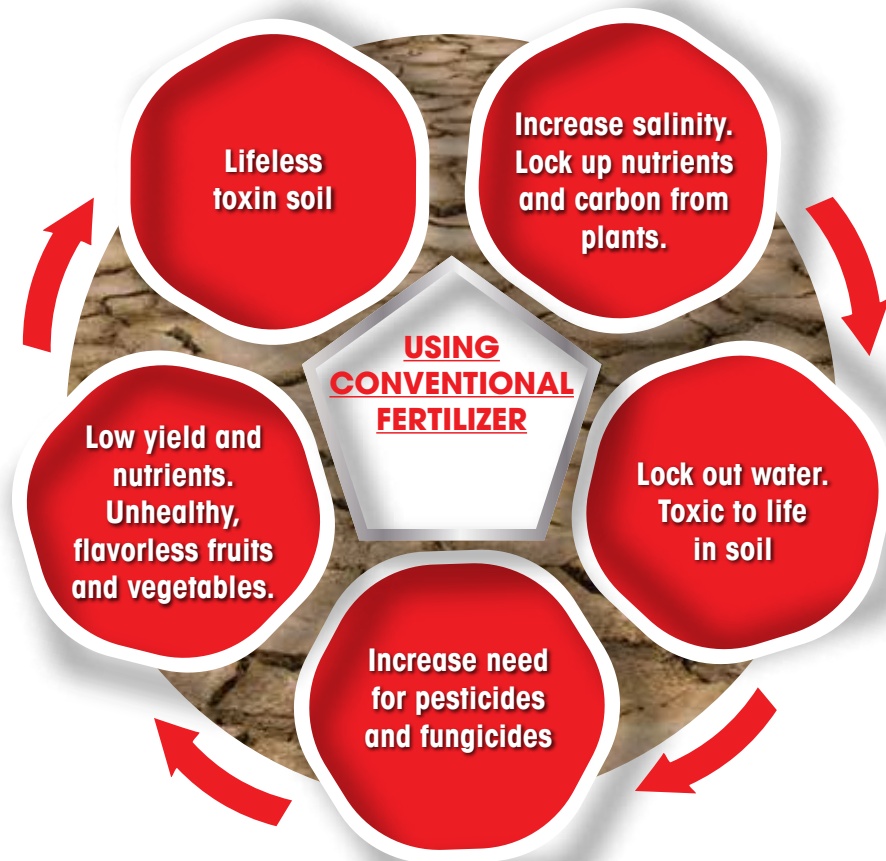 USING
CONVENTIONAL
FERTILIZER
Lifeless
toxin soil
Increase salinity.
Lock up nutrients
and carbon from
plants.
Lock out water.
Toxic to life
in soil
Increase need
for pesticides
and fungicides
Low yield and
nutrients.
Unhealthy,
flavorless fruits
and vegetables.